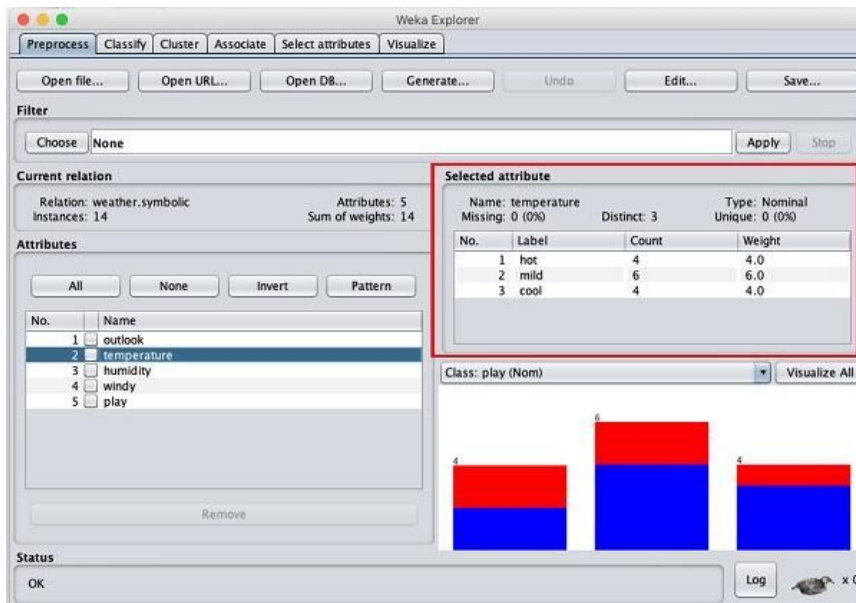 Weka Explorer
Preprocess Classify Cluster Associate Select attributes Visualize
Open file... Open URL... Open DB... Generate... Undo Edit... Save...
Filter
Choose None Apply Stop
Current relation
Relation: weather.symbolic Attributes: 5
Instances: 14 Sum of weights: 14
Attributes
All None Invert Pattern
No. Name
1 outlook
2 temperature
3 humidity
4 windy
5 play
Remove
Selected attribute
Name: temperature Type: Nominal
Missing: 0 (0%) Distinct: 3 Unique: 0 (0%)
No. Label Count Weight
1 hot 4 4.0
2 mild 6 6.0
3 cool 4 4.0
Class: play (Nom) Visualize All
4 6 4
Status
OK Log x 0